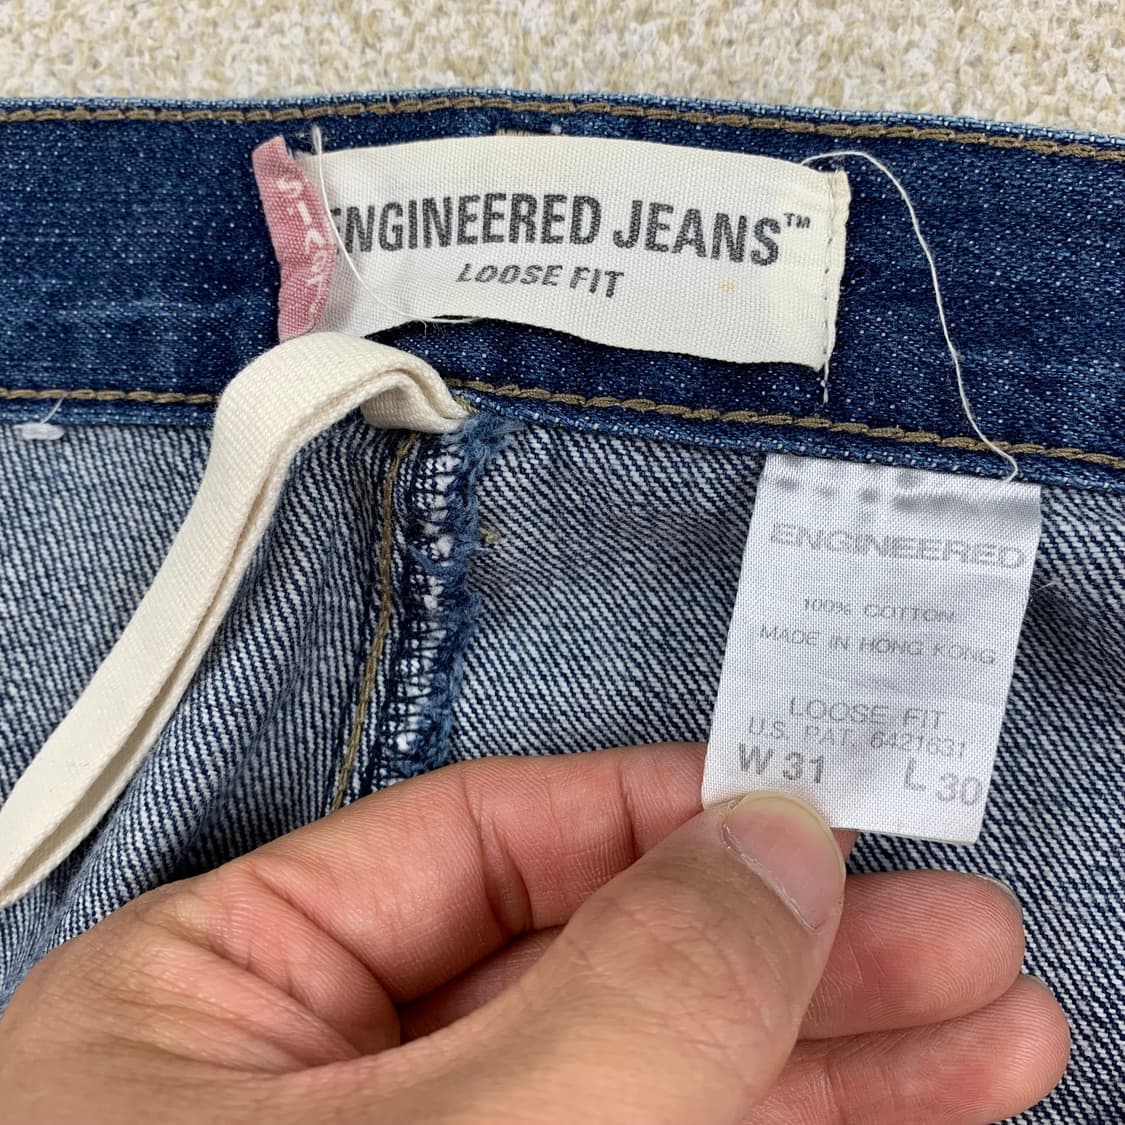 ENGINEERED JEANS™
LOOSE FIT
ENGINEERED
100% COTTON
MADE IN HONG KONG
LOOSE FIT
U.S. PAT. 6421631
W 31 L 30